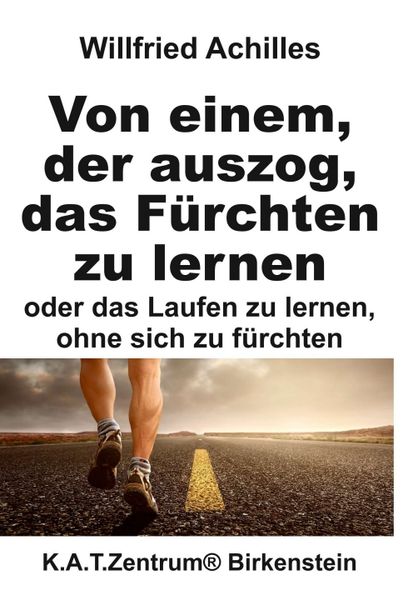 Willfried Achilles
Von einem,
der auszog,
das Fürchten
zu lernen
oder das Laufen zu lernen,
ohne sich zu fürchten
K.A.T.Zentrum® Birkenstein